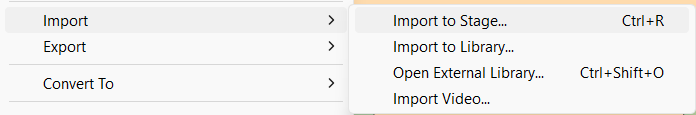 Import
Export
Convert To
Import to Stage... Ctrl+R
Import to Library...
Open External Library... Ctrl+Shift+O
Import Video...